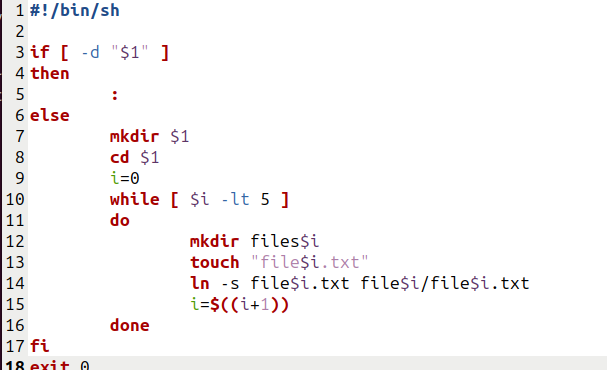 1 #!/bin/sh
2
3 if [ -d "$1" ]
4 then
5         :
6 else
7         mkdir $1
8         cd $1
9         i=0
10         while [ $i -lt 5 ]
11         do
12                 mkdir files$i
13                 touch "file$i.txt"
14                 ln -s file$i.txt file$i/file$i.txt
15                 i=$((i+1))
16         done
17 fi
18 exit 0